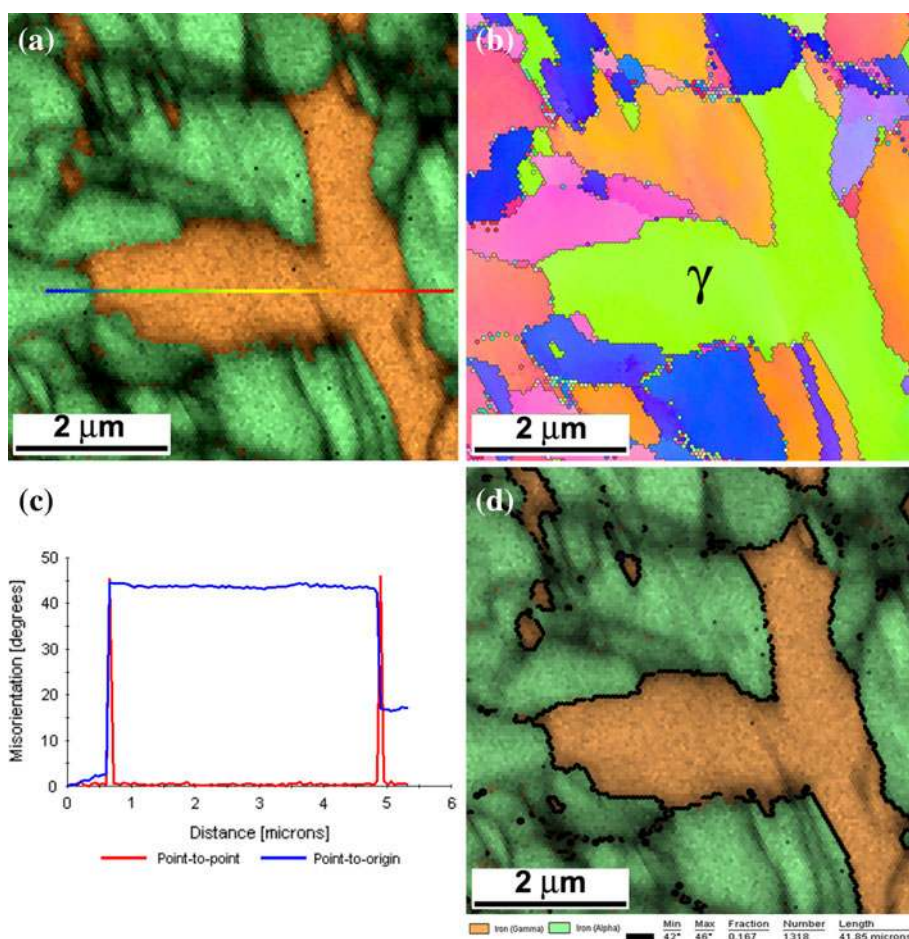 (a)
2 μm
(b)
γ
2 μm
(c)
50
40
30
20
10
0
Misorientation [degrees]
0 1 2 3 4 5 6
Distance [microns]
Point-to-point Point-to-origin
(d)
2 μm
Iron (Gamma) Iron (Alpha)
Min Max Fraction Number Length
42° 46° 0.167 1318 41.85 microns